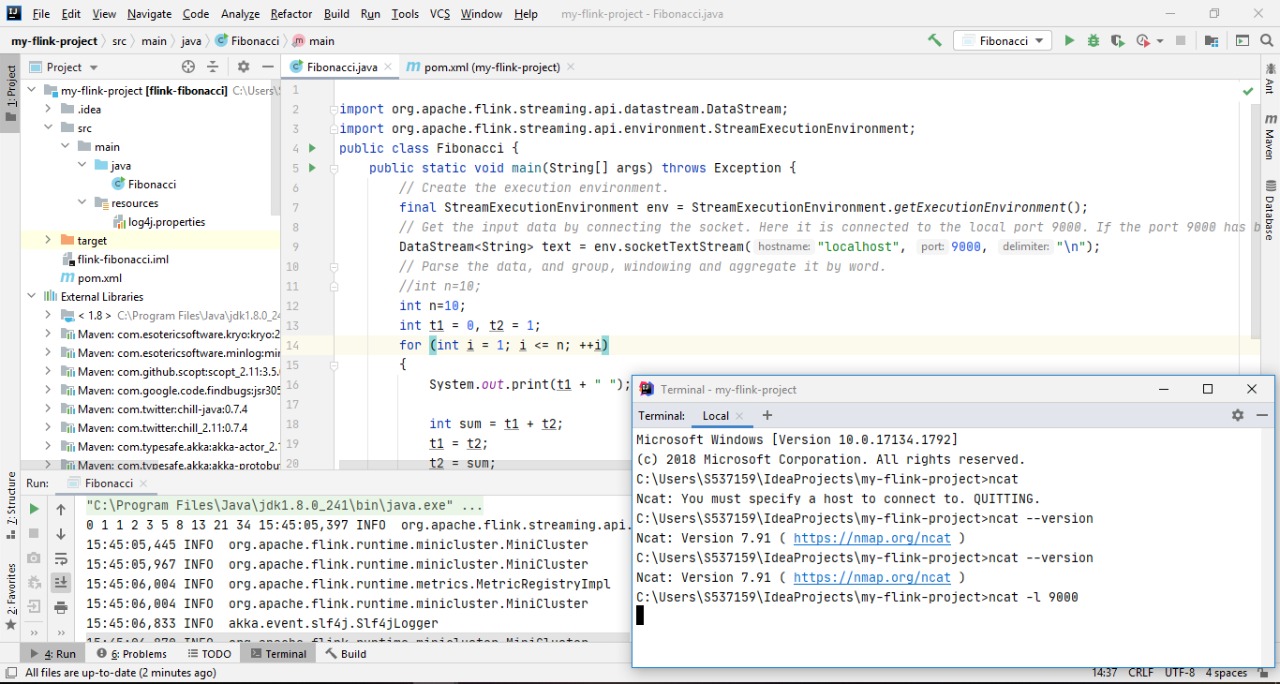 File Edit View Navigate Code Analyze Refactor Build Run Tools VCS Window Help my-flink-project - Fibonacci.java
my-flink-project src main java Fibonacci main Fibonacci
1: Project
Project
my-flink-project [flink-fibonacci] C:\Users\
.idea
src
main
java
Fibonacci
resources
log4j.properties
target
flink-fibonacci.iml
pom.xml
External Libraries
< 1.8 > C:\Program Files\Java\jdk1.8.0_24
Maven: com.esotericsoftware.kryo:kryo:2
Maven: com.esotericsoftware.minlog:min
Maven: com.github.scopt:scopt_2.11:3.5.
Maven: com.google.code.findbugs:jsr305
Maven: com.twitter:chill-java:0.7.4
Maven: com.twitter:chill_2.11:0.7.4
Maven: com.typesafe.akka:akka-actor_2.1
Maven: com.typesafe.akka:akka-protobuf
Fibonacci.java pom.xml (my-flink-project)
1
2 import org.apache.flink.streaming.api.datastream.DataStream;
3 import org.apache.flink.streaming.api.environment.StreamExecutionEnvironment;
4 public class Fibonacci {
5 public static void main(String[] args) throws Exception {
6 // Create the execution environment.
7 final StreamExecutionEnvironment env = StreamExecutionEnvironment.getExecutionEnvironment();
8 // Get the input data by connecting the socket. Here it is connected to the local port 9000. If the port 9000 has b
9 DataStream<String> text = env.socketTextStream( hostname: "localhost", port: 9000, delimiter: "\n");
10 // Parse the data, and group, windowing and aggregate it by word.
11 //int n=10;
12 int n=10;
13 int t1 = 0, t2 = 1;
14 for (int i = 1; i <= n; ++i)
15 {
16 System.out.print(t1 + " ");
17
18 int sum = t1 + t2;
19 t1 = t2;
20 t2 = sum;
Ant
Maven
Database
Z: Structure
2: Favorites
Run: Fibonacci
"C:\Program Files\Java\jdk1.8.0_241\bin\java.exe" ...
0 1 1 2 3 5 8 13 21 34 15:45:05,397 INFO org.apache.flink.streaming.api.
15:45:05,445 INFO org.apache.flink.runtime.minicluster.MiniCluster
15:45:05,967 INFO org.apache.flink.runtime.minicluster.MiniCluster
15:45:06,004 INFO org.apache.flink.runtime.metrics.MetricRegistryImpl
15:45:06,004 INFO org.apache.flink.runtime.minicluster.MiniCluster
15:45:06,833 INFO akka.event.slf4j.Slf4jLogger
15:45:06,870 INFO org.apache.flink.runtime.minicluster.MiniCluster
Terminal - my-flink-project
Terminal: Local
Microsoft Windows [Version 10.0.17134.1792]
(c) 2018 Microsoft Corporation. All rights reserved.
C:\Users\S537159\IdeaProjects\my-flink-project>ncat
Ncat: You must specify a host to connect to. QUITTING.
C:\Users\S537159\IdeaProjects\my-flink-project>ncat --version
Ncat: Version 7.91 ( https://nmap.org/ncat )
C:\Users\S537159\IdeaProjects\my-flink-project>ncat --version
Ncat: Version 7.91 ( https://nmap.org/ncat )
C:\Users\S537159\IdeaProjects\my-flink-project>ncat -l 9000
4: Run 6: Problems TODO Terminal Build
All files are up-to-date (2 minutes ago) 14:37 CRLF UTF-8 4 spaces